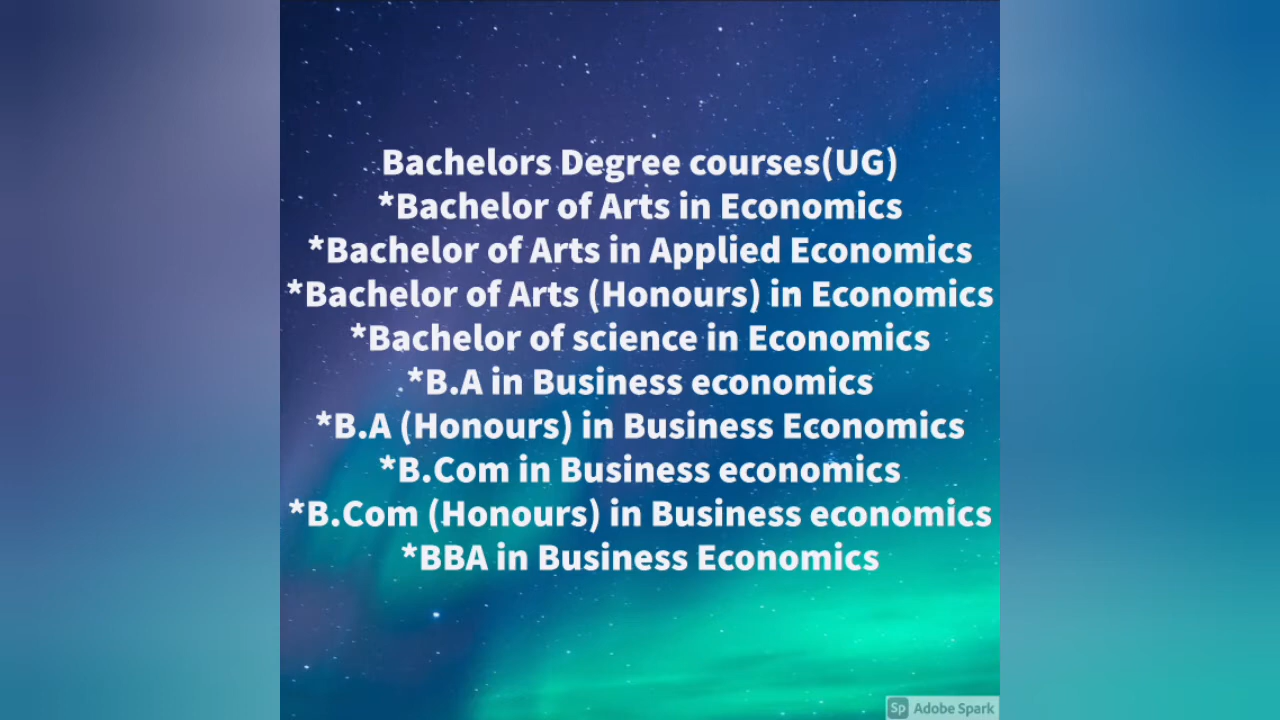 Bachelors Degree courses(UG)
*Bachelor of Arts in Economics
*Bachelor of Arts in Applied Economics
*Bachelor of Arts (Honours) in Economics
*Bachelor of science in Economics
*B.A in Business economics
*B.A (Honours) in Business Economics
*B.Com in Business economics
*B.Com (Honours) in Business economics
*BBA in Business Economics
Sp Adobe Spark